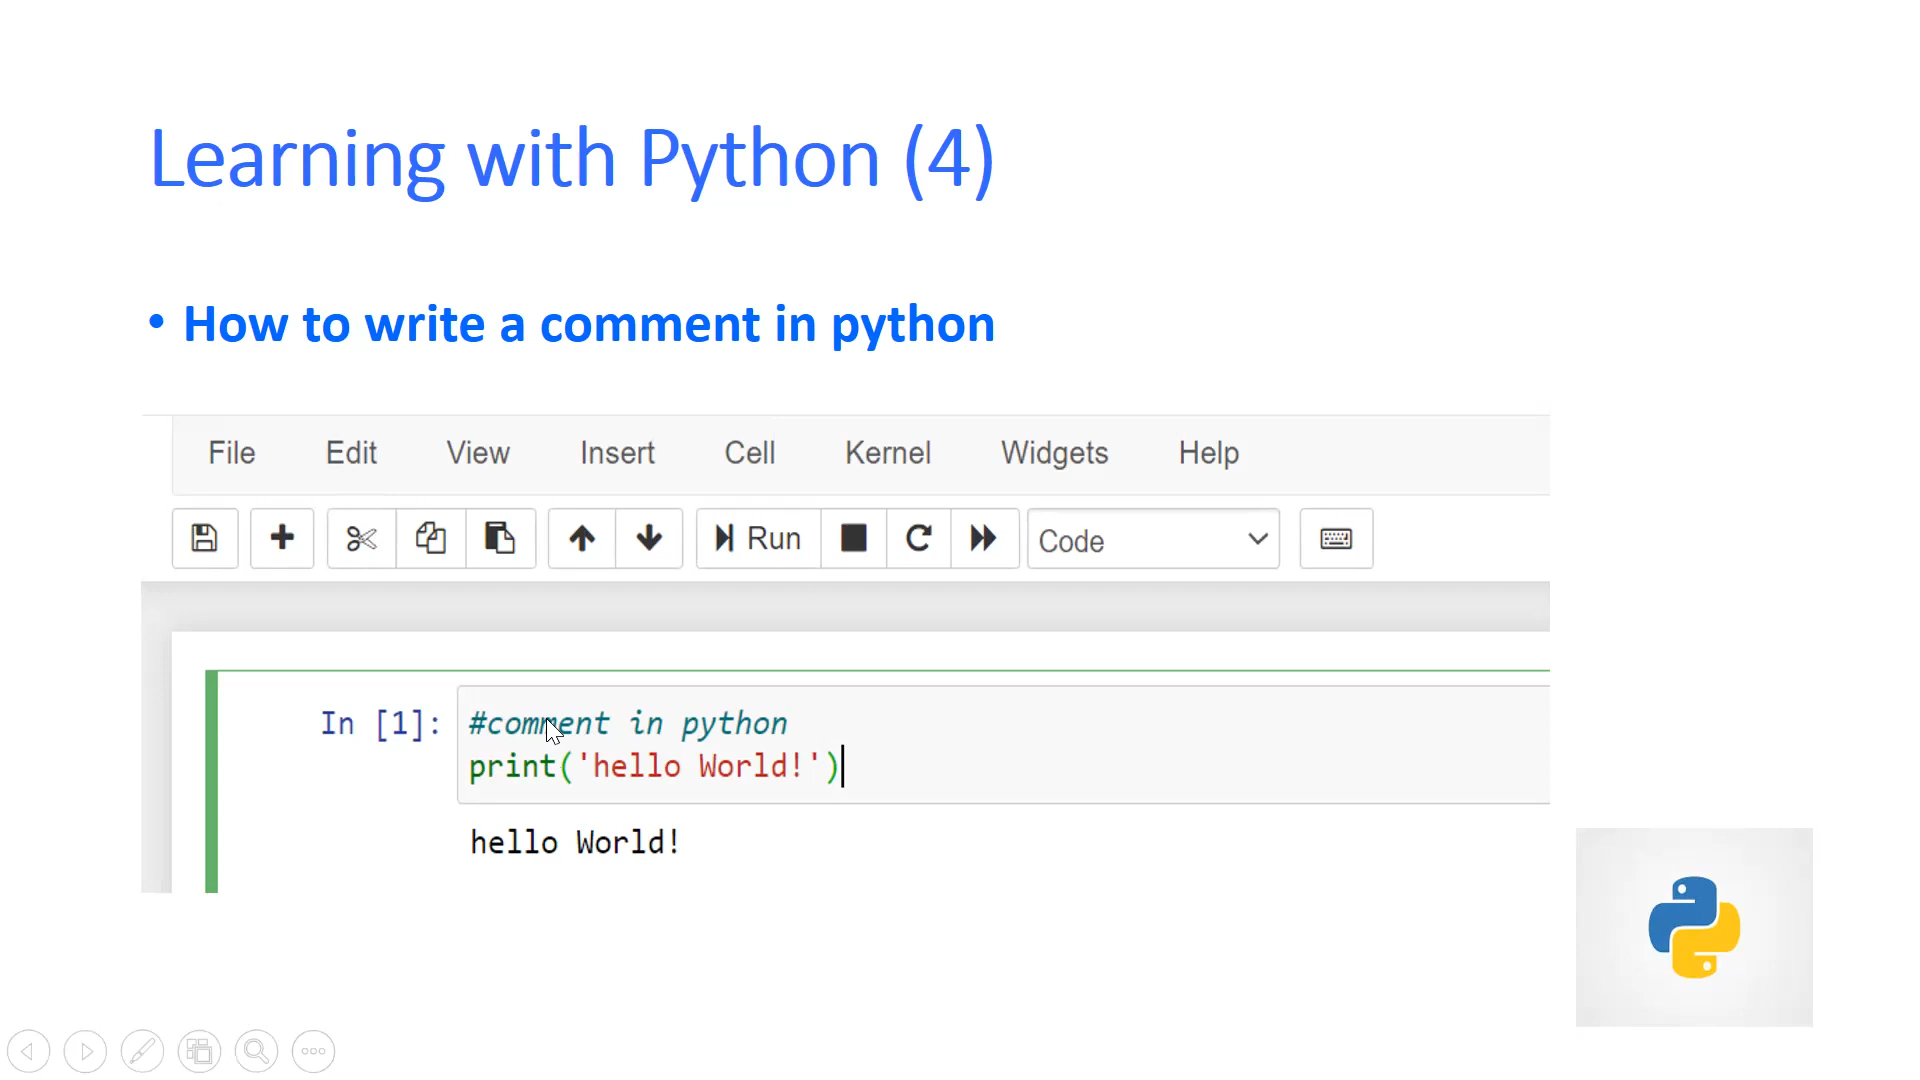 Learning with Python (4)
• How to write a comment in python
File Edit View Insert Cell Kernel Widgets Help
Run Code
In [1]: #comment in python
print('hello World!')
hello World!